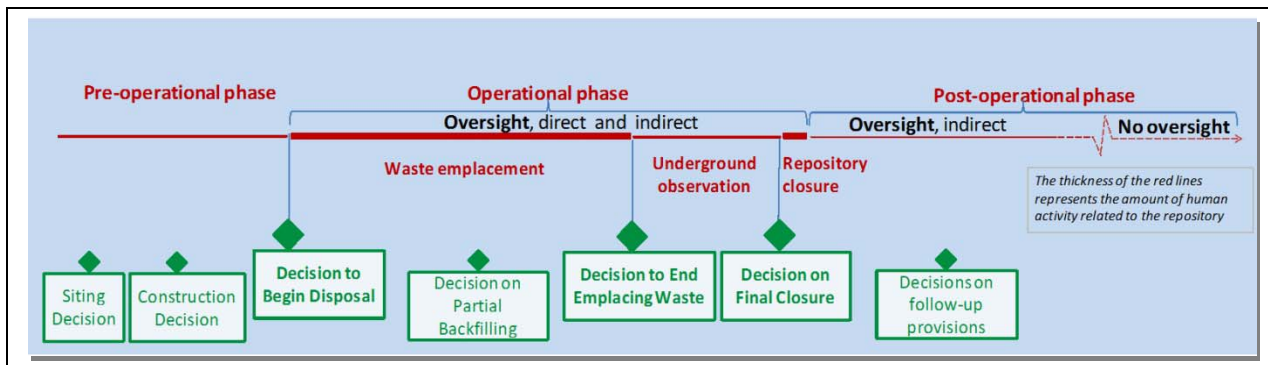 Pre-operational phase
Operational phase
Post-operational phase
Oversight, direct and indirect
Oversight, indirect
No oversight
Waste emplacement
Underground
observation
Repository
closure
The thickness of the red lines
represents the amount of human
activity related to the repository
Siting
Decision
Construction
Decision
Decision to
Begin Disposal
Decision on
Partial
Backfilling
Decision to End
Emplacing Waste
Decision on
Final Closure
Decisions on
follow-up
provisions